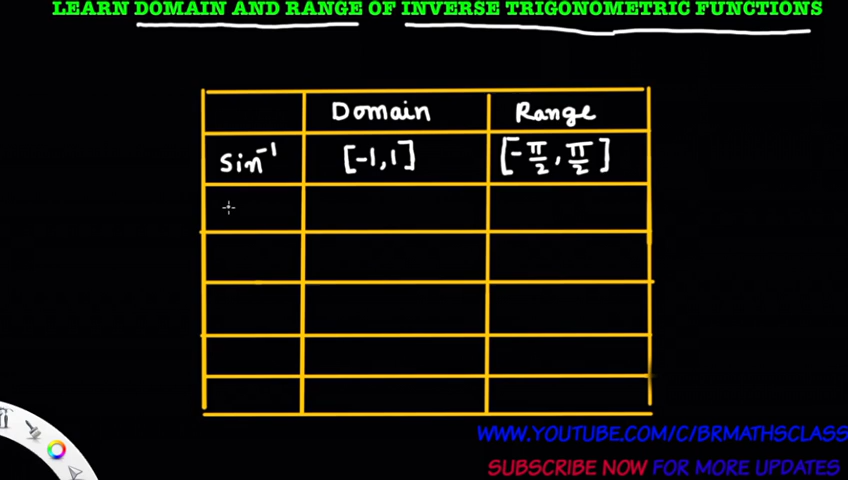 LEARN DOMAIN AND RANGE OF INVERSE TRIGONOMETRIC FUNCTIONS
Domain Range
Sin⁻¹ [-1,1] [-π/2, π/2]
WWW.YOUTUBE.COM/C/BRMATHSCLASS
SUBSCRIBE NOW FOR MORE UPDATES